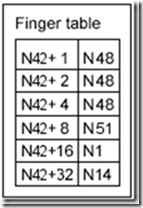 Finger table
N42+ 1 N48
N42+ 2 N48
N42+ 4 N48
N42+ 8 N51
N42+16 N1
N42+32 N14